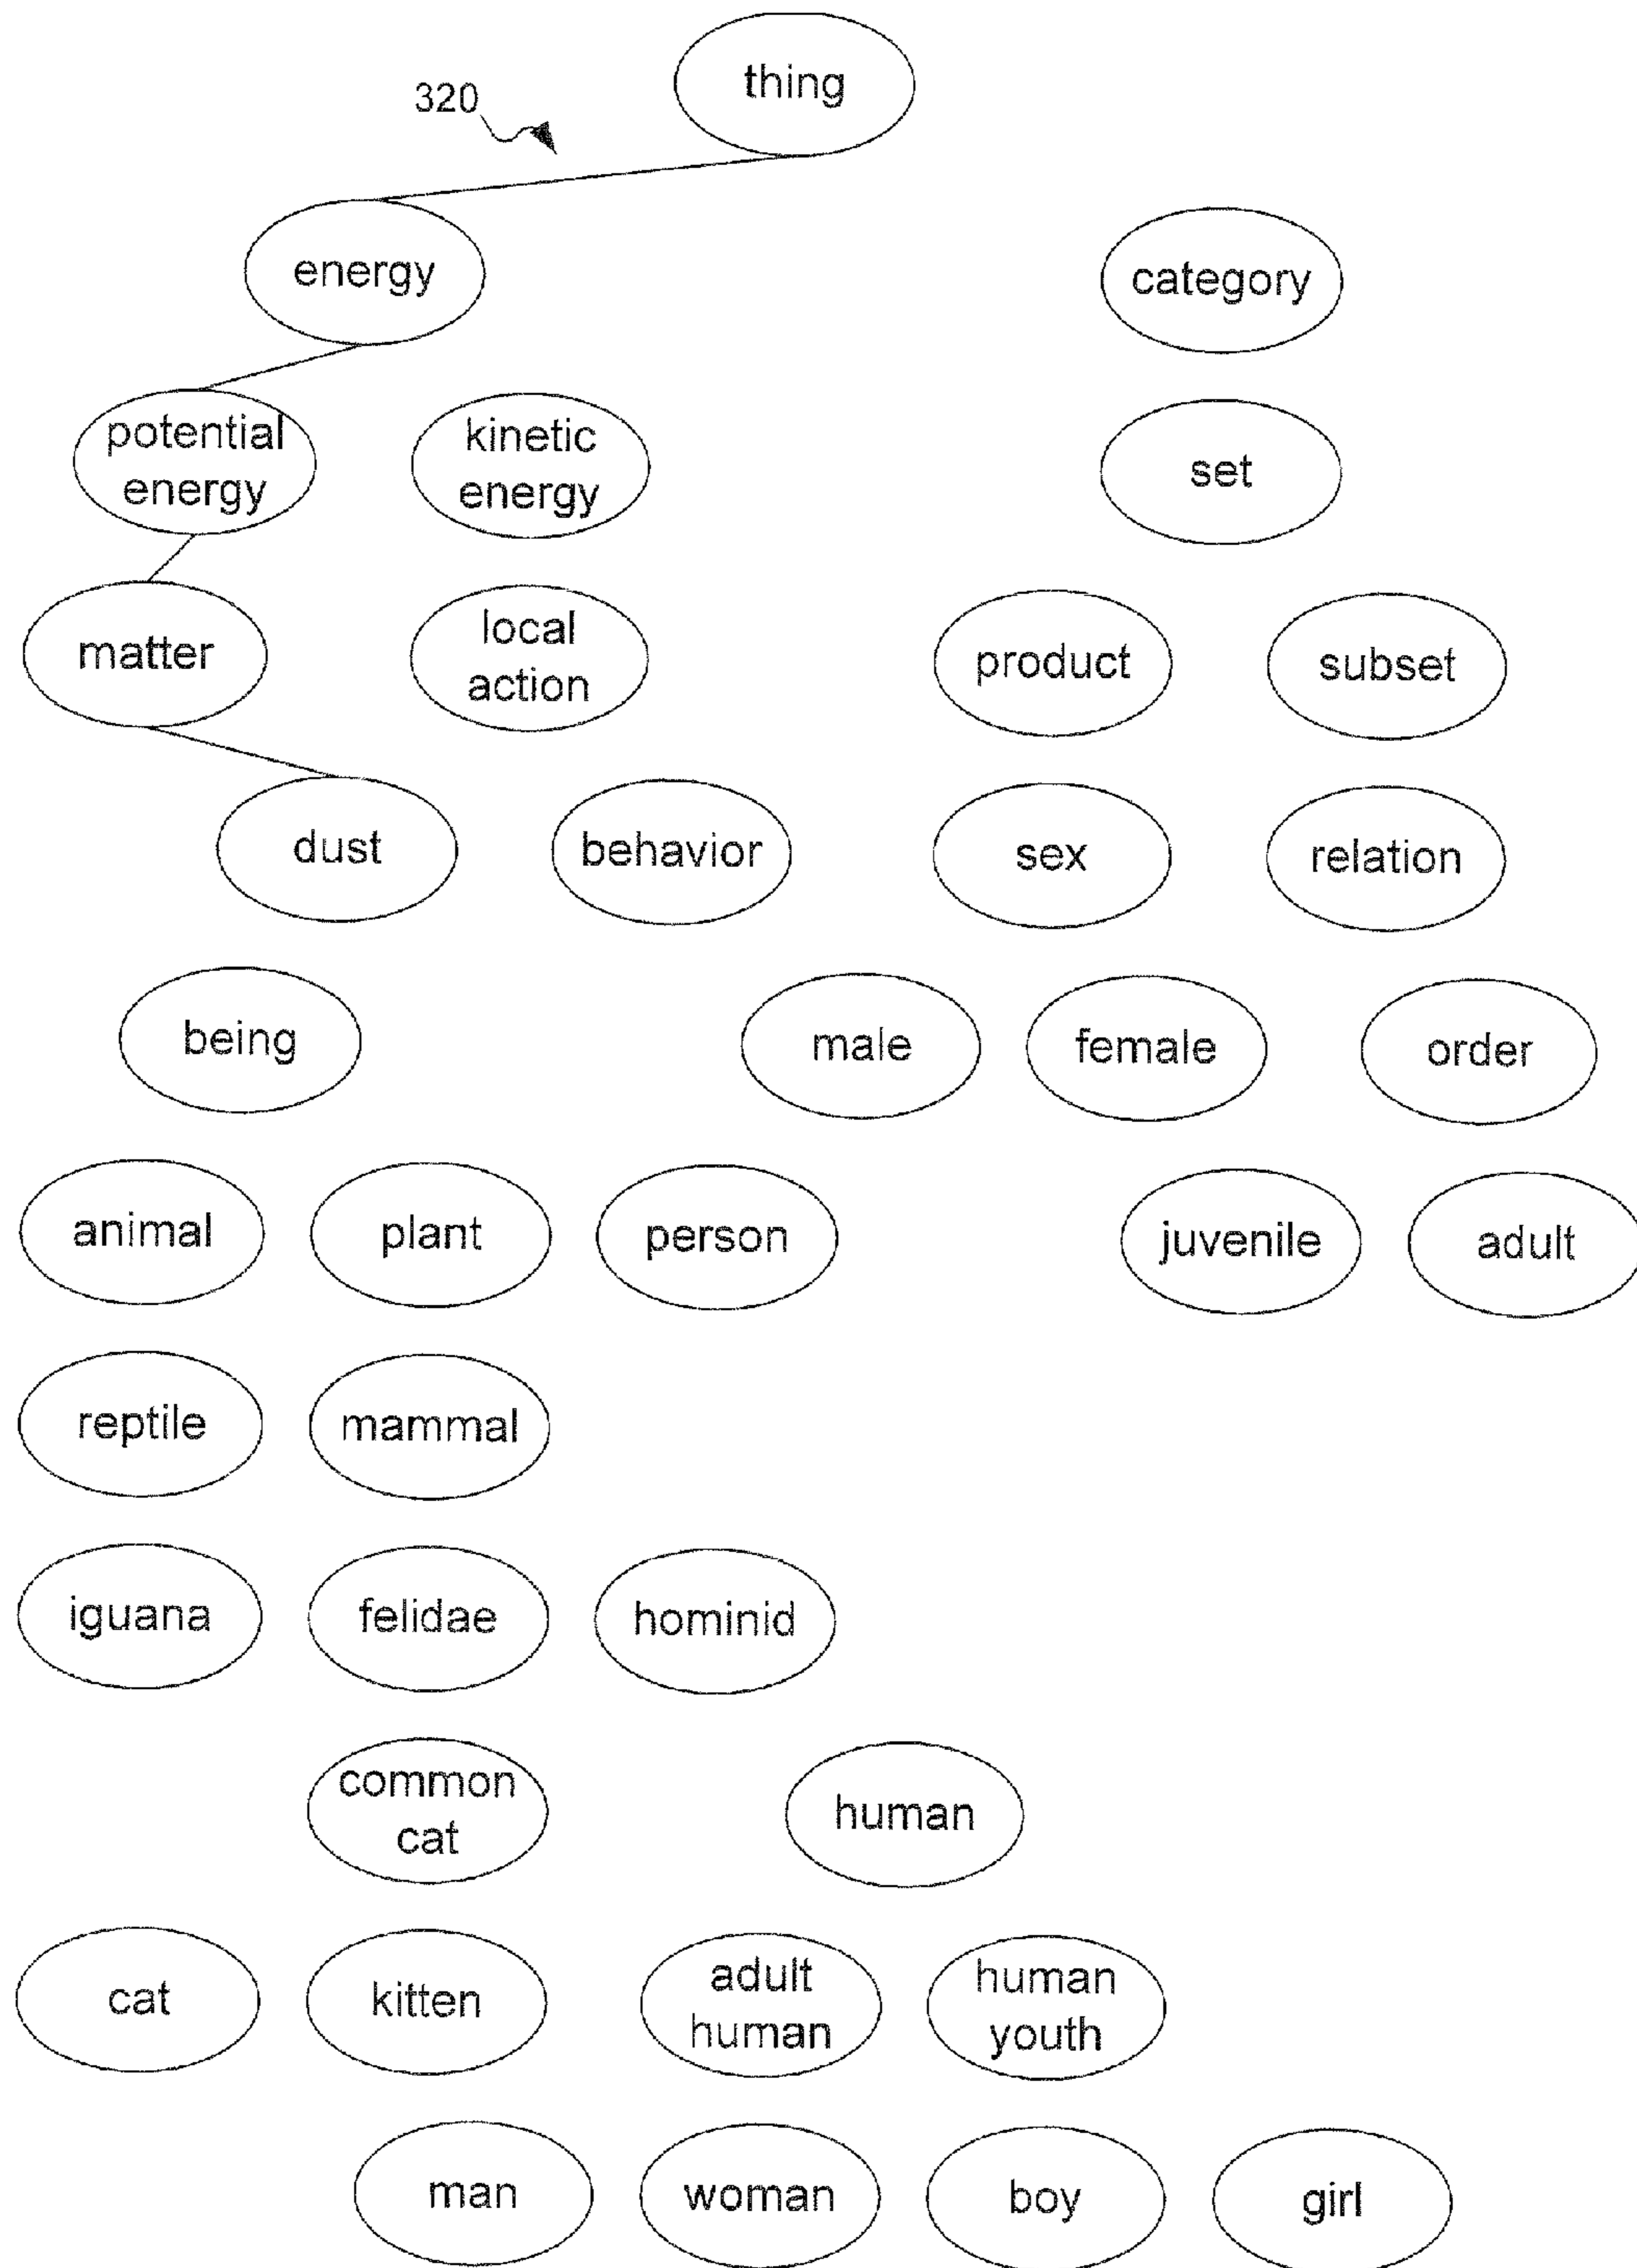 thing
320
energy
category
potential
energy
kinetic
energy
set
matter
local
action
product
subset
dust
behavior
sex
relation
being
male
female
order
animal
plant
person
juvenile
adult
reptile
mammal
iguana
felidae
hominid
common
cat
human
cat
kitten
adult
human
human
youth
man
woman
boy
girl